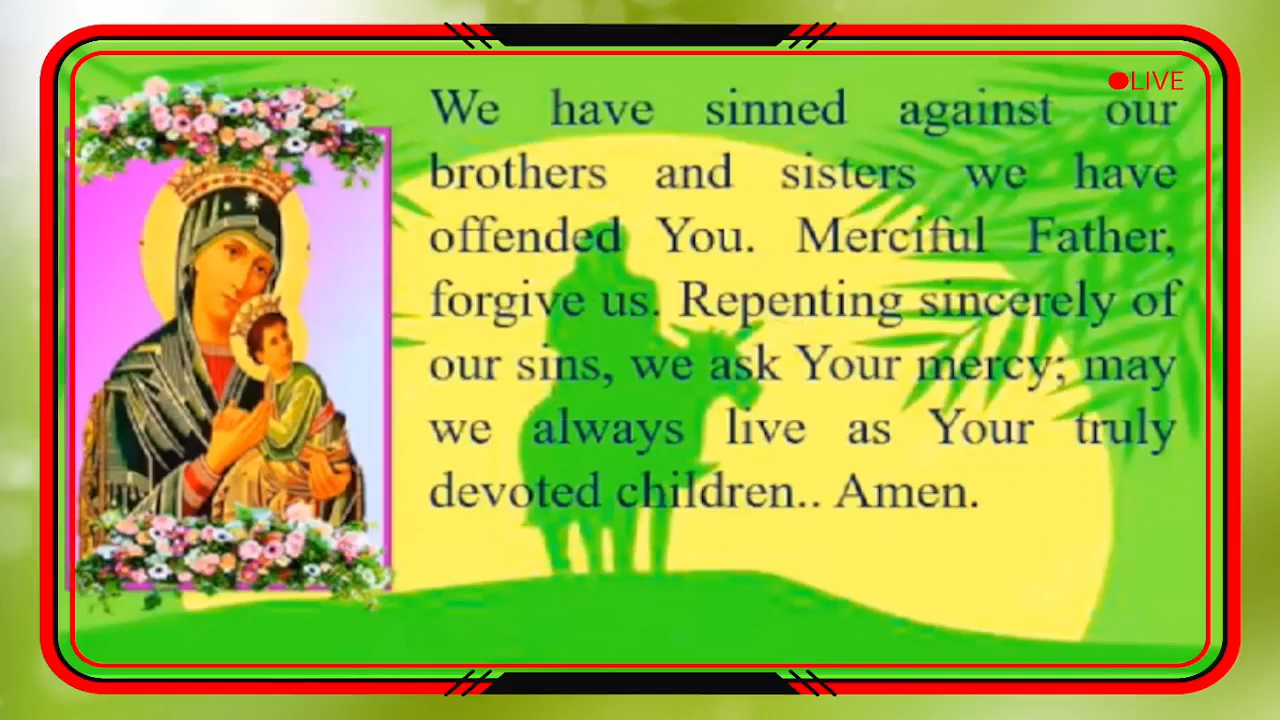 LIVE
We have sinned against our
brothers and sisters we have
offended You. Merciful Father,
forgive us. Repenting sincerely of
our sins, we ask Your mercy; may
we always live as Your truly
devoted children.. Amen.